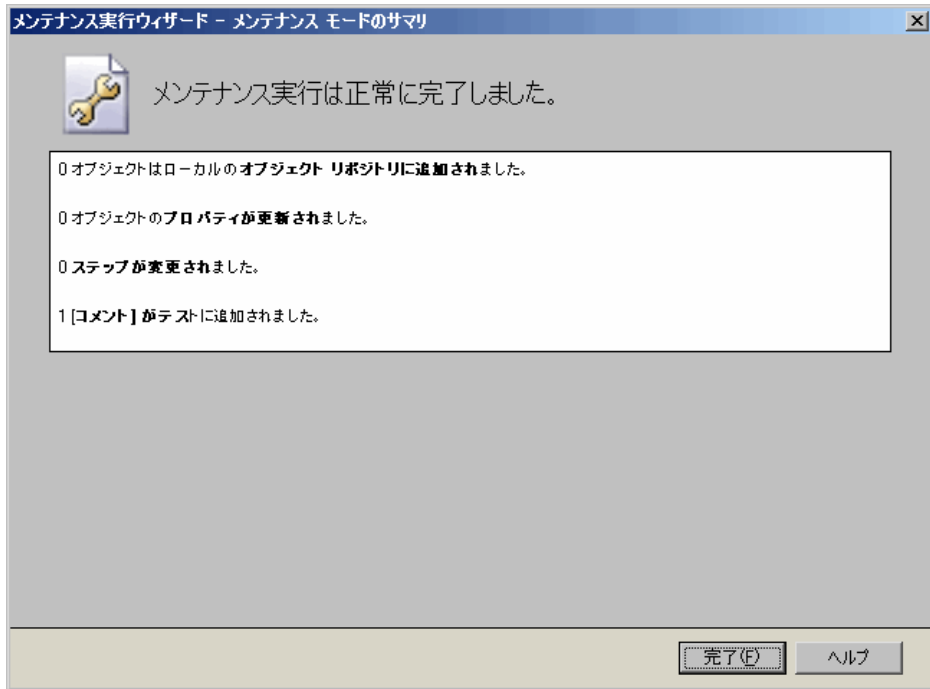 メンテナンス実行ウィザード - メンテナンス モードのサマリ
メンテナンス実行は正常に完了しました。
0 オブジェクトはローカルのオブジェクト リポジトリに追加されました。
0 オブジェクトのプロパティが更新されました。
0 ステップが変更されました。
1 [コメント] がテストに追加されました。
完了(F)
ヘルプ